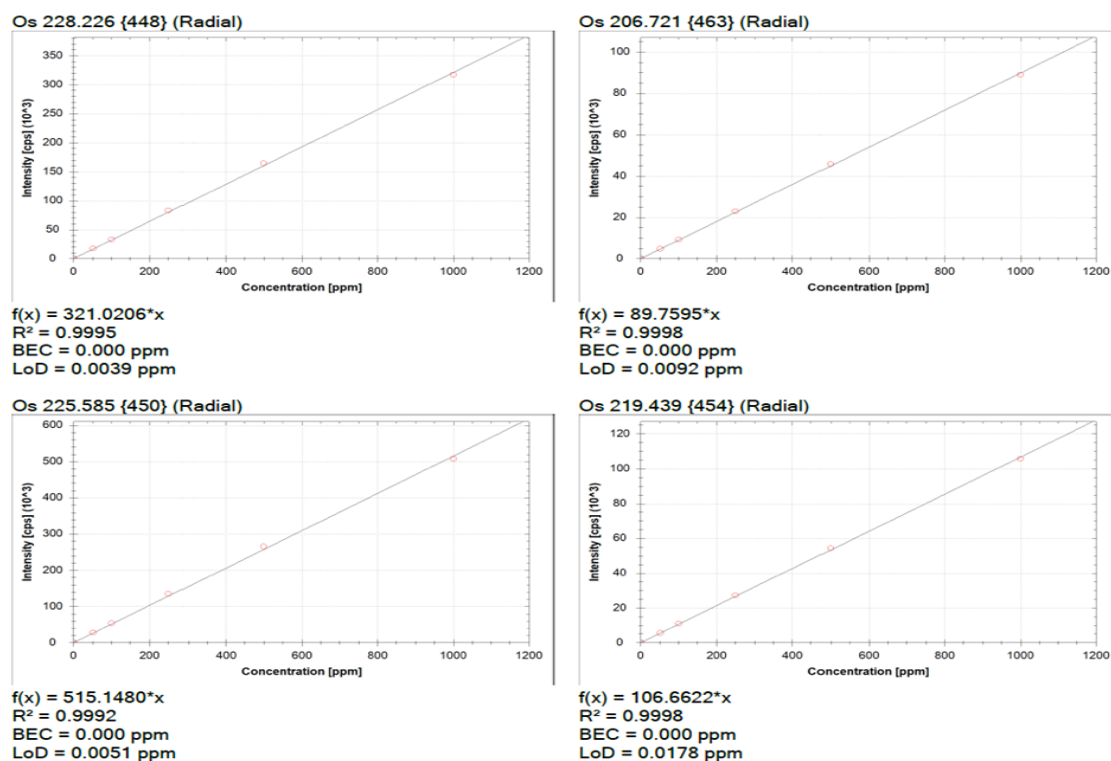 Os 228.226 {448} (Radial)
350
300
250
200
150
100
50
0
Intensity [cps] (10^3)
0 200 400 600 800 1000 1200
Concentration [ppm]
f(x) = 321.0206*x
R² = 0.9995
BEC = 0.000 ppm
LoD = 0.0039 ppm
Os 206.721 {463} (Radial)
100
80
60
40
20
0
Intensity [cps] (10^3)
0 200 400 600 800 1000 1200
Concentration [ppm]
f(x) = 89.7595*x
R² = 0.9998
BEC = 0.000 ppm
LoD = 0.0092 ppm
Os 225.585 {450} (Radial)
600
500
400
300
200
100
0
Intensity [cps] (10^3)
0 200 400 600 800 1000 1200
Concentration [ppm]
f(x) = 515.1480*x
R² = 0.9992
BEC = 0.000 ppm
LoD = 0.0051 ppm
Os 219.439 {454} (Radial)
120
100
80
60
40
20
0
Intensity [cps] (10^3)
0 200 400 600 800 1000 1200
Concentration [ppm]
f(x) = 106.6622*x
R² = 0.9998
BEC = 0.000 ppm
LoD = 0.0178 ppm